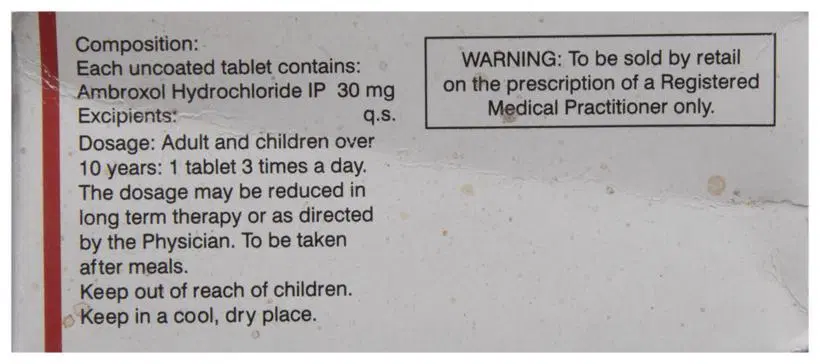 Composition:
Each uncoated tablet contains:
Ambroxol Hydrochloride IP 30 mg
Excipients: q.s.
Dosage: Adult and children over
10 years: 1 tablet 3 times a day.
The dosage may be reduced in
long term therapy or as directed
by the Physician. To be taken
after meals.
Keep out of reach of children.
Keep in a cool, dry place.
WARNING: To be sold by retail
on the prescription of a Registered
Medical Practitioner only.